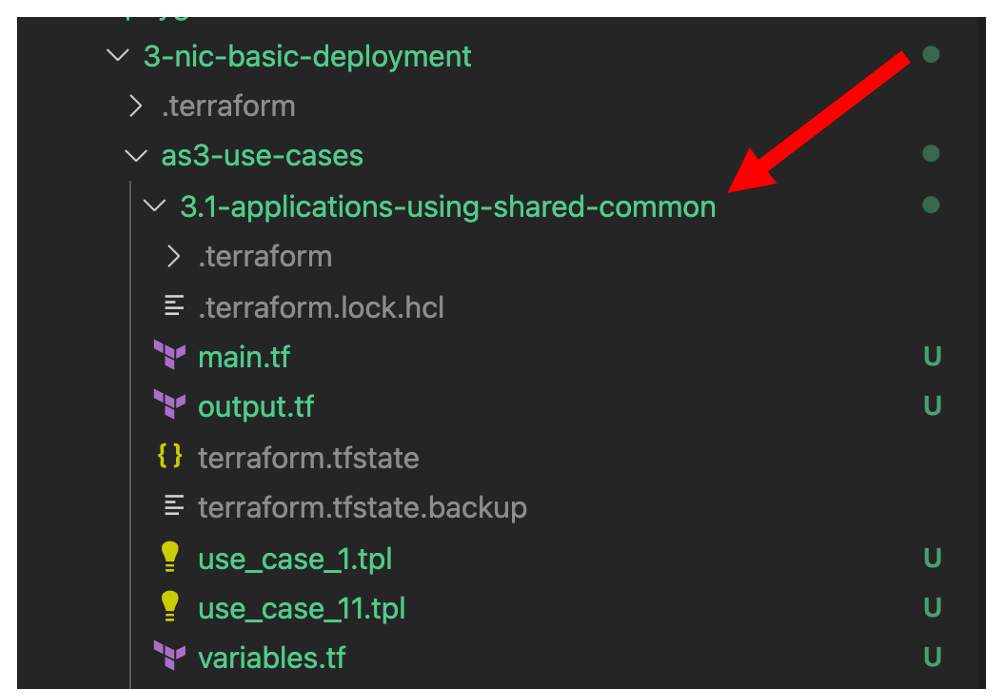 3-nic-basic-deployment
.terraform
as3-use-cases
3.1-applications-using-shared-common
.terraform
.terraform.lock.hcl
main.tf U
output.tf U
{} terraform.tfstate
terraform.tfstate.backup
use_case_1.tpl U
use_case_11.tpl U
variables.tf U